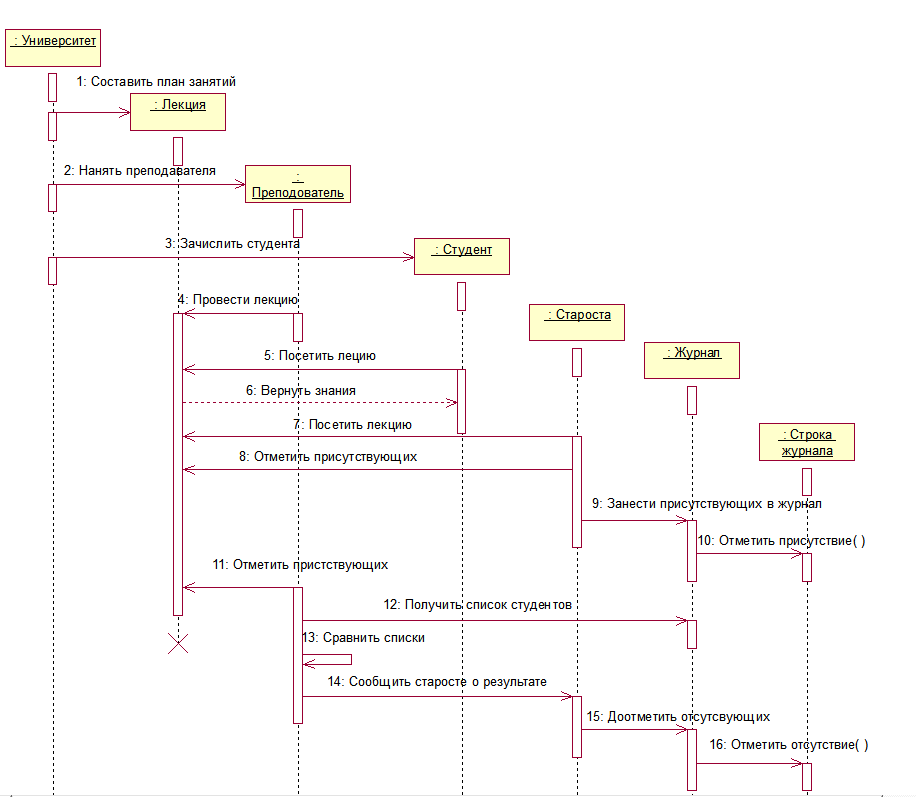 : Университет
1: Составить план занятий
: Лекция
2: Нанять преподавателя
:
Преподователь
3: Зачислить студента
: Студент
4: Провести лекцию
: Староста
5: Посетить лецию
: Журнал
6: Вернуть знания
7: Посетить лекцию
: Строка
журнала
8: Отметить присутствующих
9: Занести присутствующих в журнал
10: Отметить присутствие( )
11: Отметить приcтствующих
12: Получить список студентов
13: Сравнить списки
14: Сообщить старосте о результате
15: Доотметить отсутсвующих
16: Отметить отсутствие( )